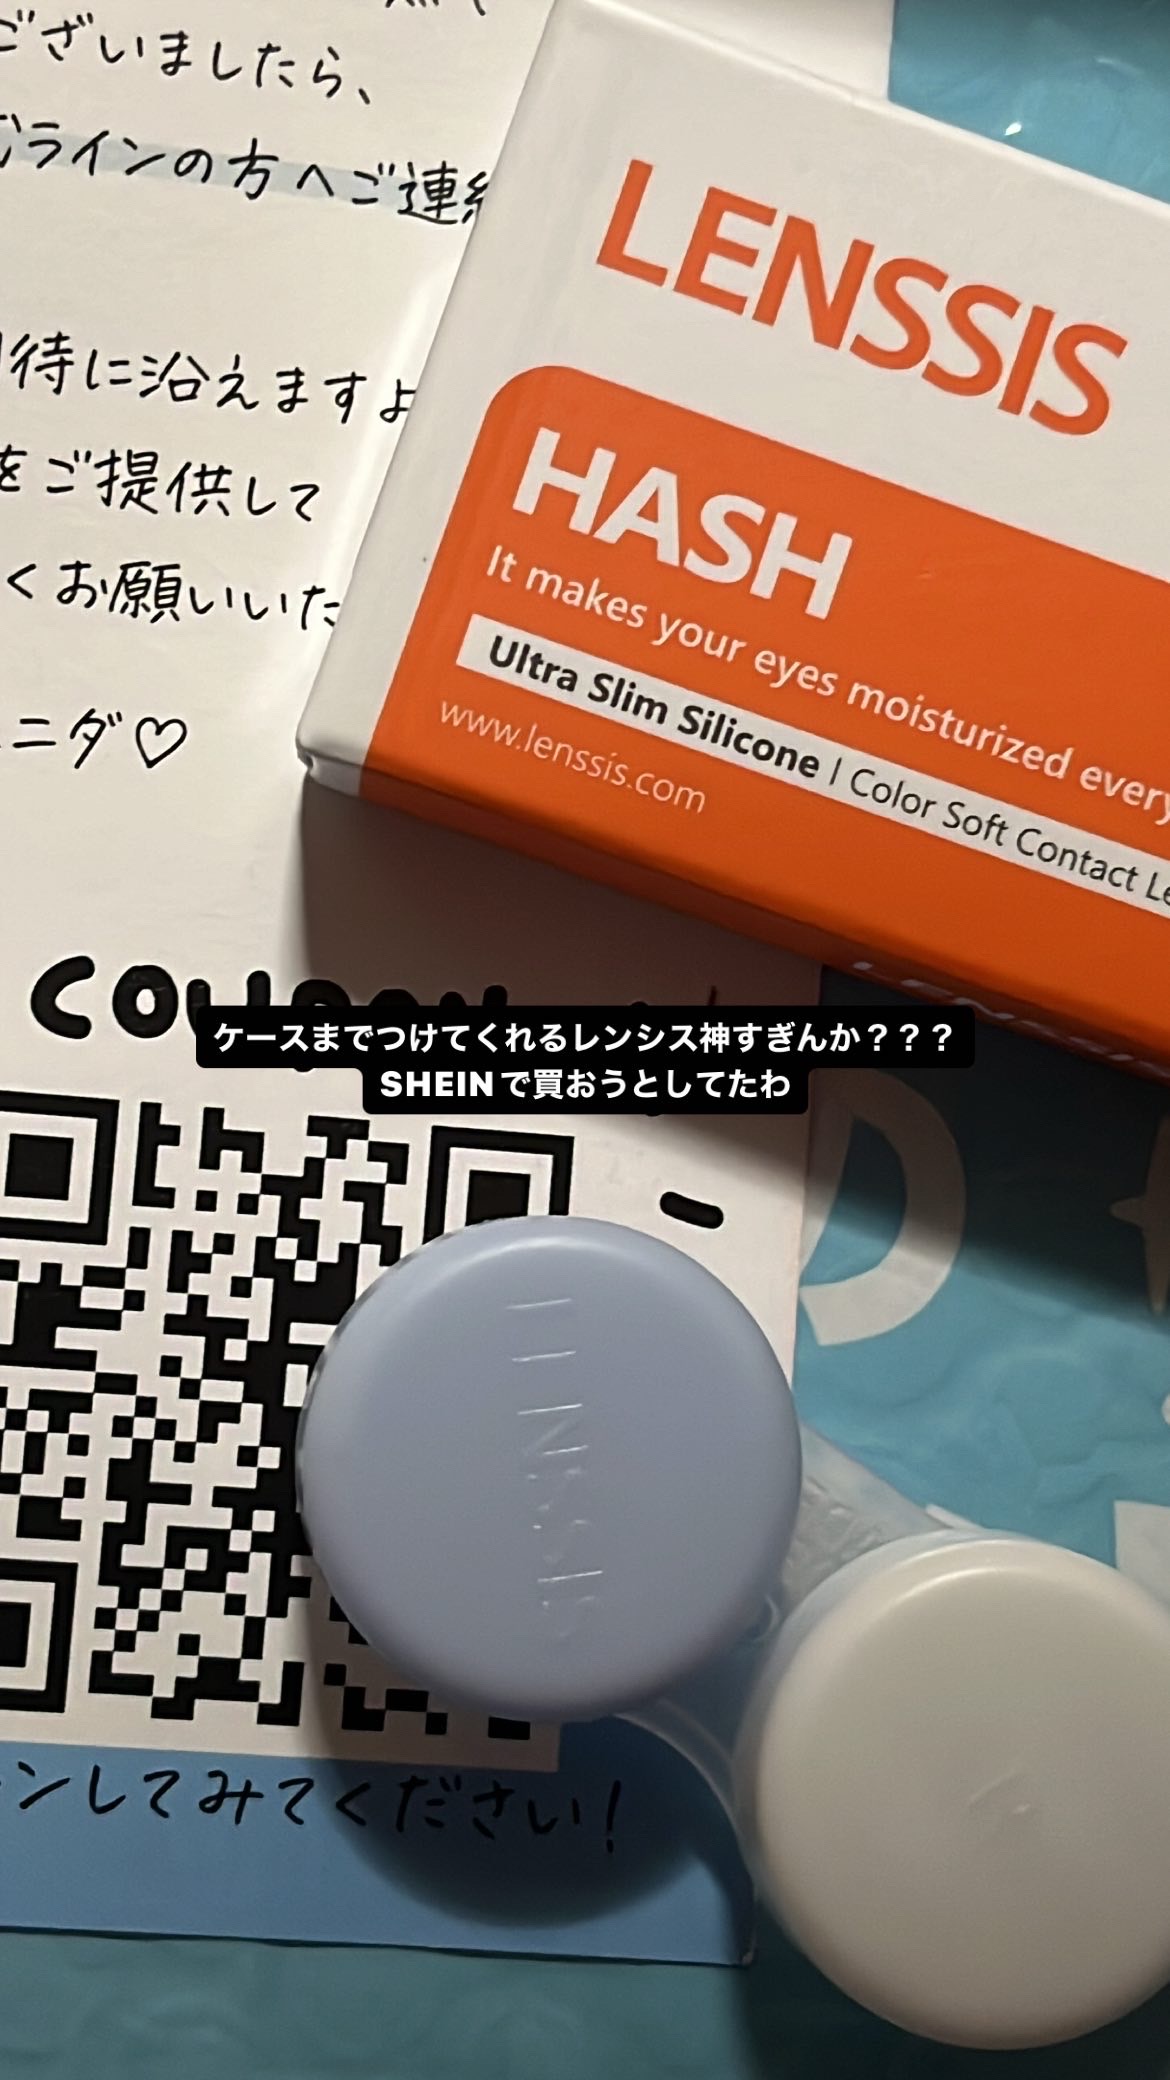 ございましたら、
ラインの方へご連
待に沿えますよ
をご提供して
くお願いいた
ニダ♡
LENSSIS
HASH
It makes your eyes moisturized every
Ultra Slim Silicone | Color Soft Contact
www.lenssis.com
ケースまでつけてくれるレンシス神すぎんか？？？
SHEINで買おうとしてたわ
LENSSIS
ンしてみてください！